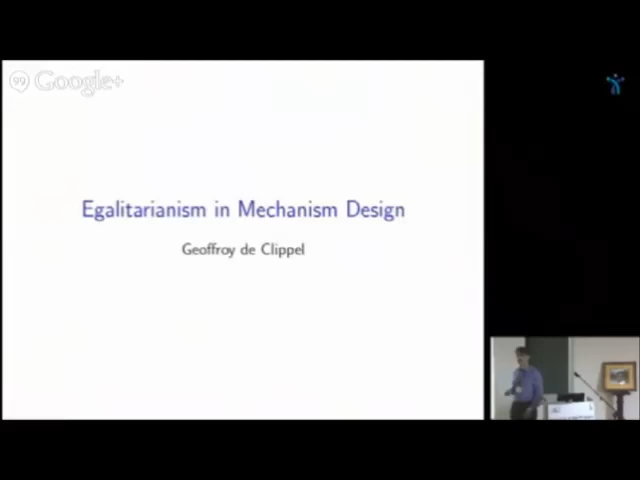 Google+
Egalitarianism in Mechanism Design
Geoffroy de Clippel